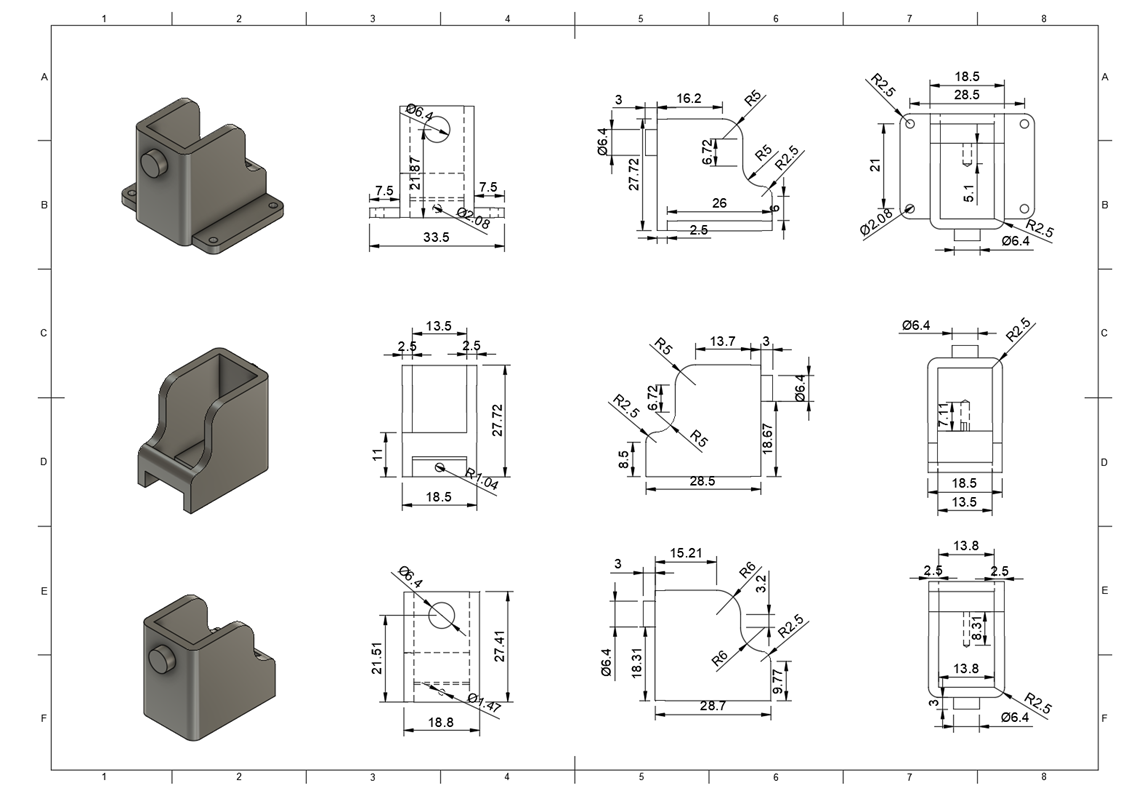 1 2 3 4 5 6 7 8
A A
B B
C C
D D
E E
F F
Ø6.4
21.87
7.5
7.5
Ø2.08
33.5
3
16.2
R5
Ø6.4
27.72
6.72
R5
R2.5
26
6
2.5
R2.5
18.5
28.5
21
5.1
Ø2.08
R2.5
Ø6.4
13.5
2.5
2.5
27.72
11
R1.04
18.5
R5
13.7
3
6.72
Ø6.4
R2.5
R5
18.67
8.5
28.5
Ø6.4
R2.5
7.11
18.5
13.5
Ø6.4
21.51
27.41
Ø1.47
18.8
3
15.21
R6
3.2
Ø6.4
18.31
R6
R2.5
9.77
28.7
13.8
2.5
2.5
8.31
13.8
3
R2.5
Ø6.4
1 2 3 4 5 6 7 8